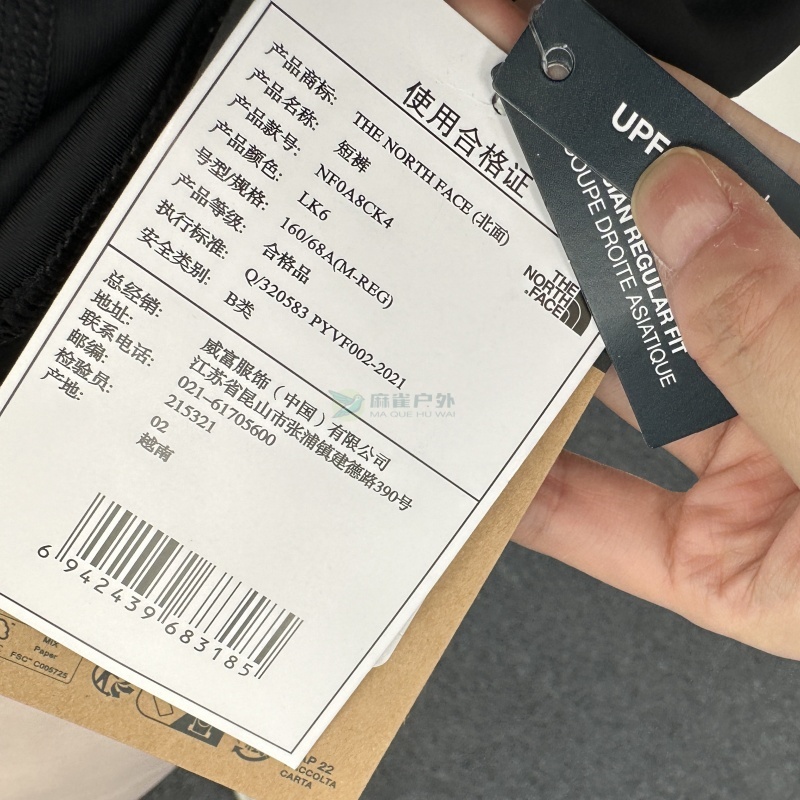 使用合格证
产品商标: THE NORTH FACE (北面)
产品名称: 短裤
产品款号: NF0A8CK4
产品颜色: LK6
号型/规格: 160/68A(M-REG)
产品等级: 合格品
执行标准: Q/320583 PYVF002-2021
安全类别: B类
THE
NORTH
FACE
总经销: 威富服饰(中国)有限公司
地址: 江苏省昆山市张浦镇建德路390号
联系电话: 021-61705600
邮编: 215321
检验员: 02
产地: 越南
6 942439 683185
麻雀户外
MA QUE HU WAI
UPF
REGULAR FIT
COUPE DROITE ASIATIQUE
MIX
Paper
FSC™ C005725
22
CARTA